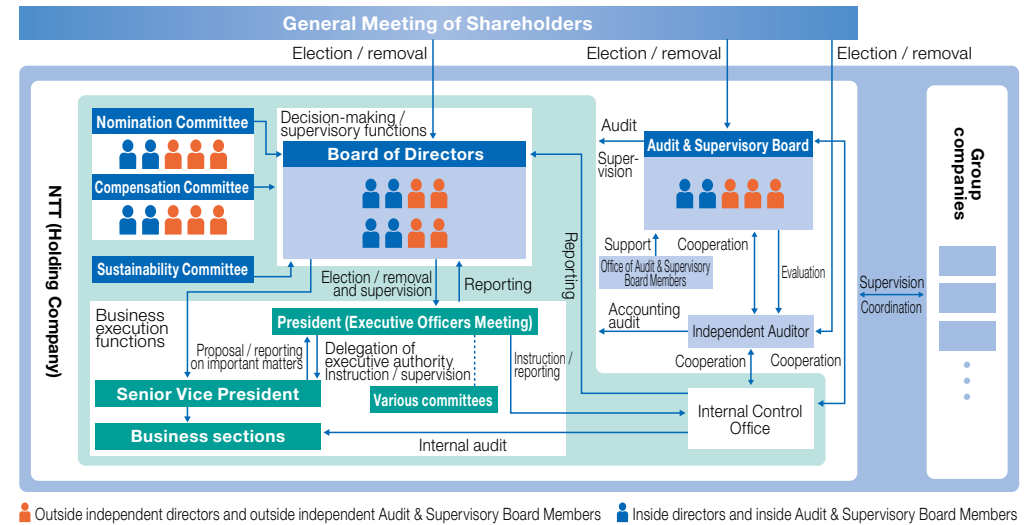 General Meeting of Shareholders
Election / removal
Election / removal
Election / removal
NTT (Holding Company)
Nomination Committee
Compensation Committee
Sustainability Committee
Decision-making /
supervisory functions
Board of Directors
Audit
Super-
vision
Audit & Supervisory Board
Support
Cooperation
Office of Audit & Supervisory
Board Members
Evaluation
Group
companies
Supervision
Coordination
Election / removal
and supervision
Reporting
Reporting
Business
execution
functions
President (Executive Officers Meeting)
Accounting
audit
Independent Auditor
Proposal / reporting
on important matters
Delegation of
executive authority
Instruction / supervision
Instruction /
reporting
Cooperation
Cooperation
Senior Vice President
Various committees
Internal Control
Office
Business sections
Internal audit
Outside independent directors and outside independent Audit & Supervisory Board Members
Inside directors and inside Audit & Supervisory Board Members